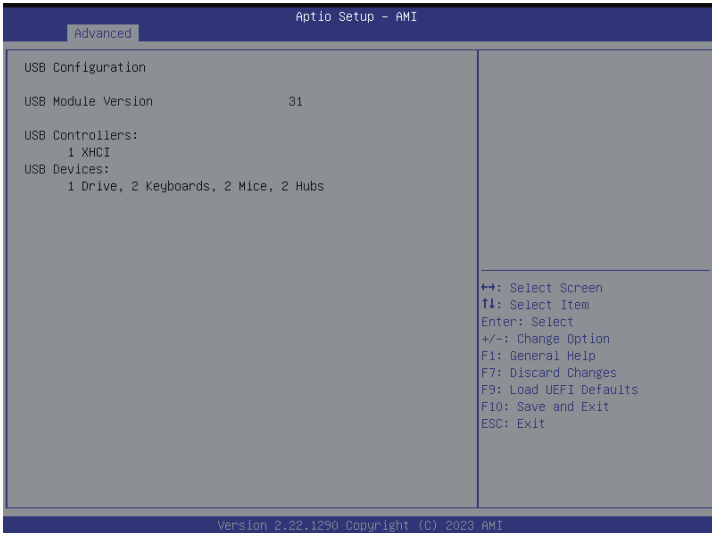 Aptio Setup – AMI
Advanced
USB Configuration
USB Module Version 31
USB Controllers:
1 XHCI
USB Devices:
1 Drive, 2 Keyboards, 2 Mice, 2 Hubs
↔: Select Screen
↑↓: Select Item
Enter: Select
+/-: Change Option
F1: General Help
F7: Discard Changes
F9: Load UEFI Defaults
F10: Save and Exit
ESC: Exit
Version 2.22.1290 Copyright (C) 2023 AMI